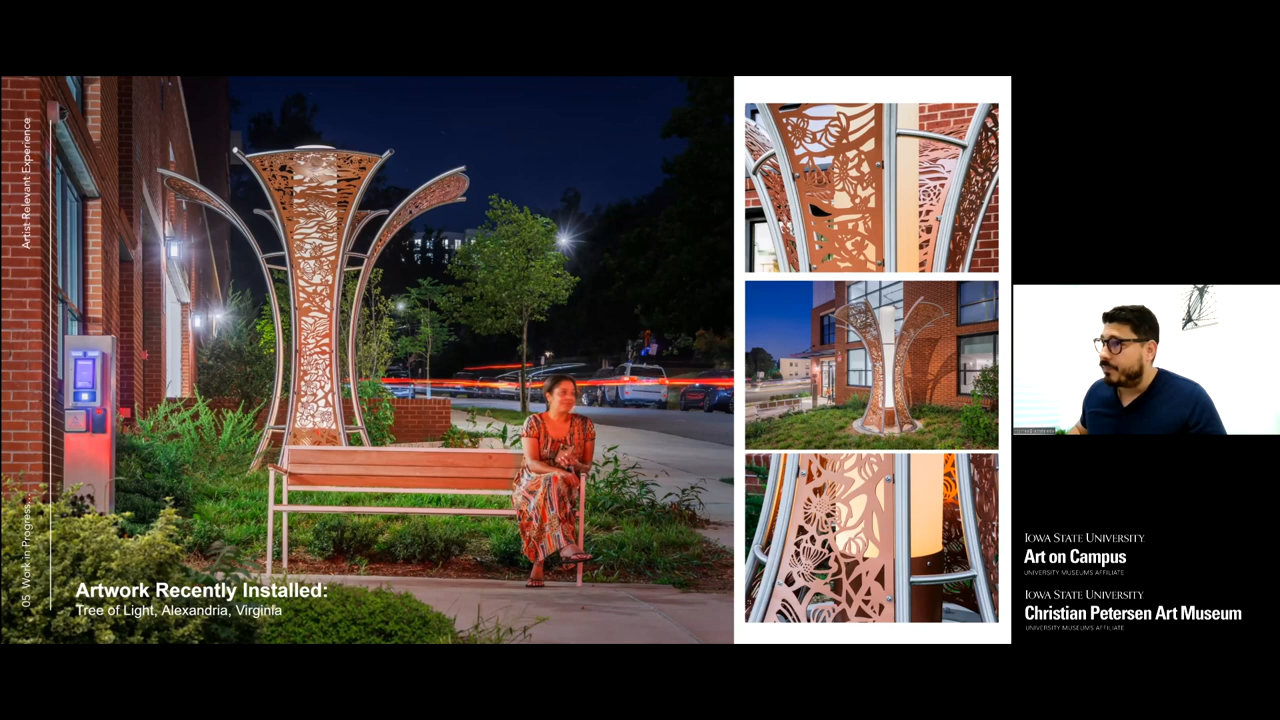 Artist Relevant Experience
05 Work in Progress...
Artwork Recently Installed:
Tree of Light, Alexandria, Virginia
IOWA STATE UNIVERSITY
Art on Campus
UNIVERSITY MUSEUMS AFFILIATE
IOWA STATE UNIVERSITY
Christian Petersen Art Museum
UNIVERSITY MUSEUMS AFFILIATE